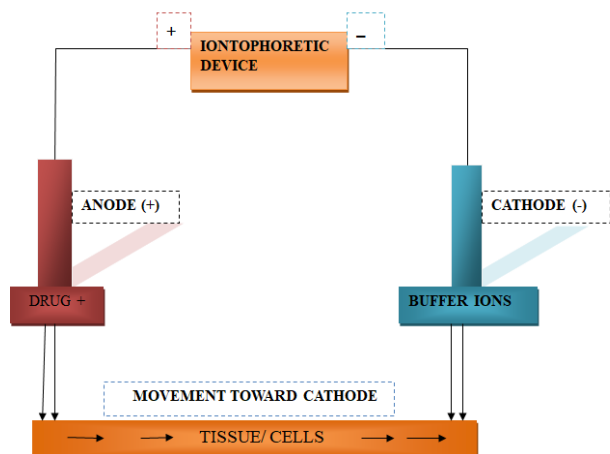 +
–
IONTOPHORETIC
DEVICE
ANODE (+)
CATHODE (-)
DRUG +
BUFFER IONS
MOVEMENT TOWARD CATHODE
TISSUE/ CELLS